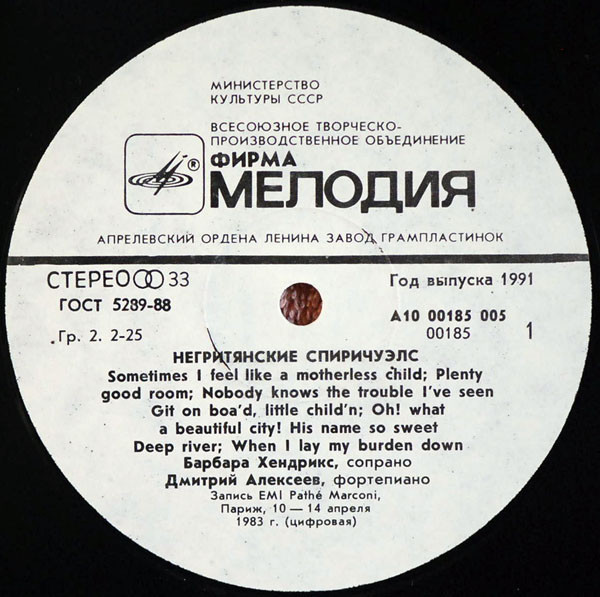 МИНИСТЕРСТВО
КУЛЬТУРЫ СССР
ВСЕСОЮЗНОЕ ТВОРЧЕСКО-
ПРОИЗВОДСТВЕННОЕ ОБЪЕДИНЕНИЕ
ФИРМА
®
МЕЛОДИЯ
АПРЕЛЕВСКИЙ ОРДЕНА ЛЕНИНА ЗАВОД ГРАМПЛАСТИНОК
СТЕРЕО 33
Год выпуска 1991
ГОСТ 5289-88
А10 00185 005
Гр. 2. 2-25
00185
1
НЕГРИТЯНСКИЕ СПИРИЧУЭЛС
Sometimes I feel like a motherless child; Plenty
good room; Nobody knows the trouble I've seen
Git on boa'd, little child'n; Oh! what
a beautiful city! His name so sweet
Deep river; When I lay my burden down
Барбара Хендрикс, сопрано
Дмитрий Алексеев, фортепиано
Запись EMI Pathé Marconi,
Париж, 10 — 14 апреля
1983 г. (цифровая)